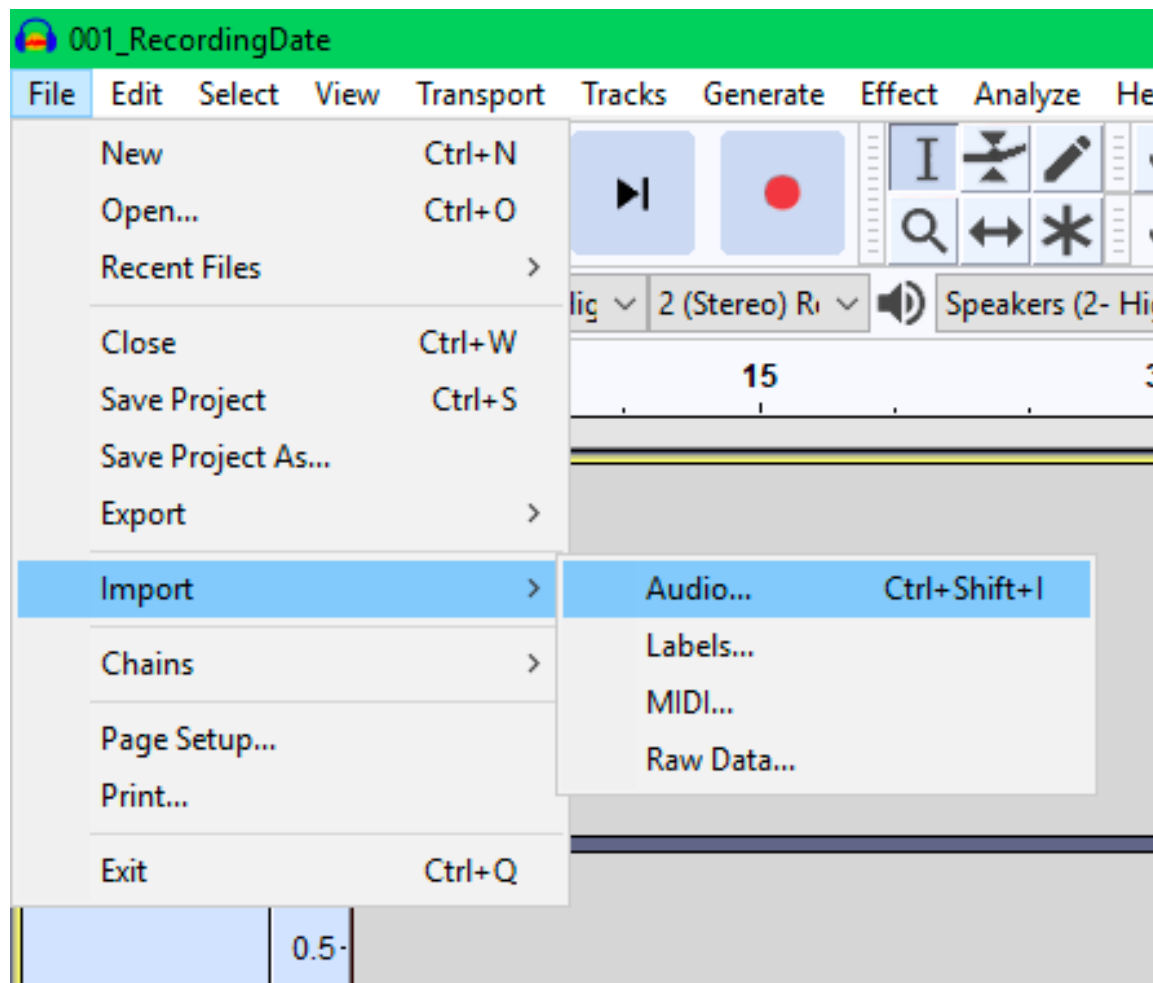 001_RecordingDate
File Edit Select View Transport Tracks Generate Effect Analyze
New Ctrl+N
Open... Ctrl+O
Recent Files
2 (Stereo) Speakers (2-
Close Ctrl+W
15
Save Project Ctrl+S
Save Project As...
Export
Import Audio... Ctrl+Shift+I
Labels...
Chains
MIDI...
Page Setup...
Raw Data...
Print...
Exit Ctrl+Q
0.5